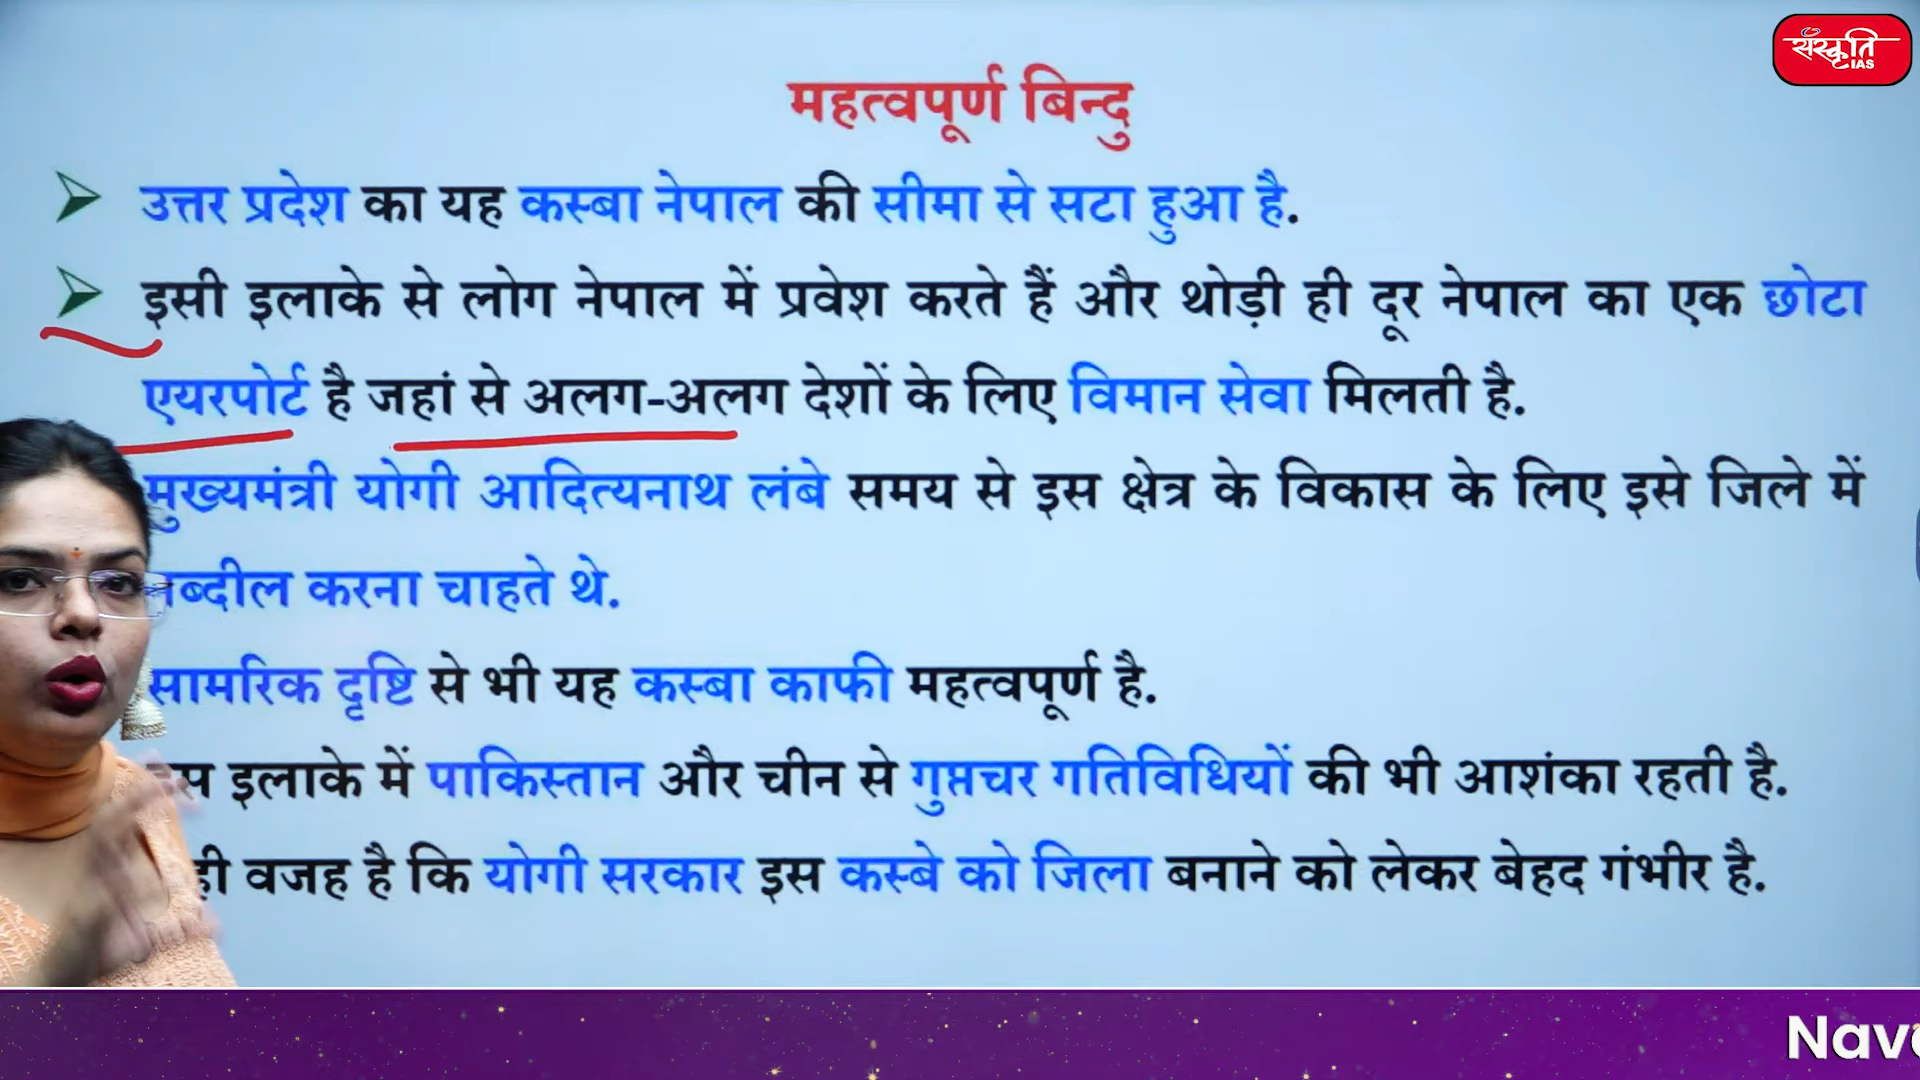 संस्कृति
IAS
महत्वपूर्ण बिन्दु
उत्तर प्रदेश का यह कस्बा नेपाल की सीमा से सटा हुआ है.
इसी इलाके से लोग नेपाल में प्रवेश करते हैं और थोड़ी ही दूर नेपाल का एक छोटा
एयरपोर्ट है जहां से अलग-अलग देशों के लिए विमान सेवा मिलती है.
मुख्यमंत्री योगी आदित्यनाथ लंबे समय से इस क्षेत्र के विकास के लिए इसे जिले में
करना चाहते थे.
सामरिक दृष्टि से भी यह कस्बा काफी महत्वपूर्ण है.
इलाके में पाकिस्तान और चीन से गुप्तचर गतिविधियों की भी आशंका रहती है.
वजह है कि योगी सरकार इस कस्बे को जिला बनाने को लेकर बेहद गंभीर है.